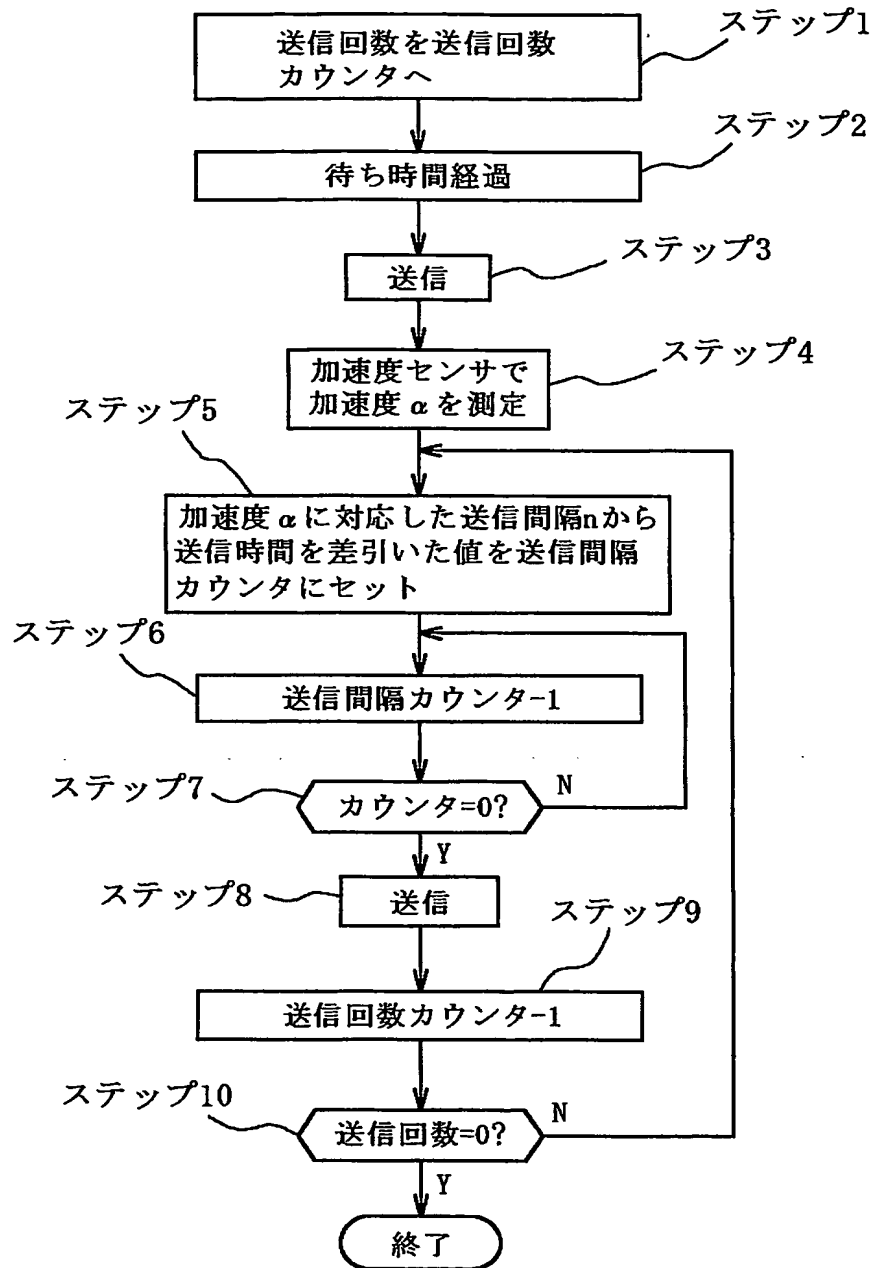 送信回数を送信回数
カウンタへ
ステップ1
ステップ2
待ち時間経過
ステップ3
送信
ステップ4
加速度センサで
加速度αを測定
ステップ5
加速度αに対応した送信間隔nから
送信時間を差引いた値を送信間隔
カウンタにセット
ステップ6
送信間隔カウンター-1
ステップ7
カウンタ=0?
N
Y
ステップ8
送信
ステップ9
送信回数カウンター-1
ステップ10
送信回数=0?
N
Y
終了